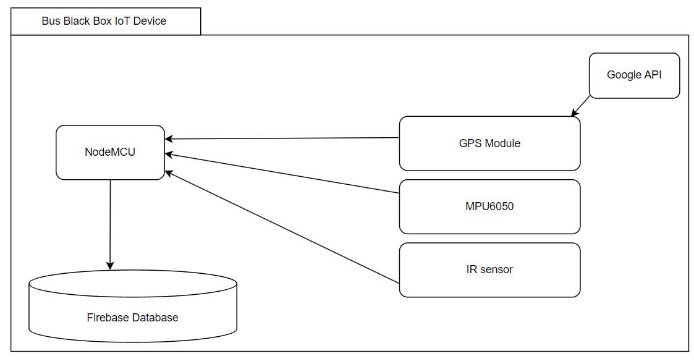 Bus Black Box IoT Device
Google API
NodeMCU
GPS Module
MPU6050
IR sensor
Firebase Database